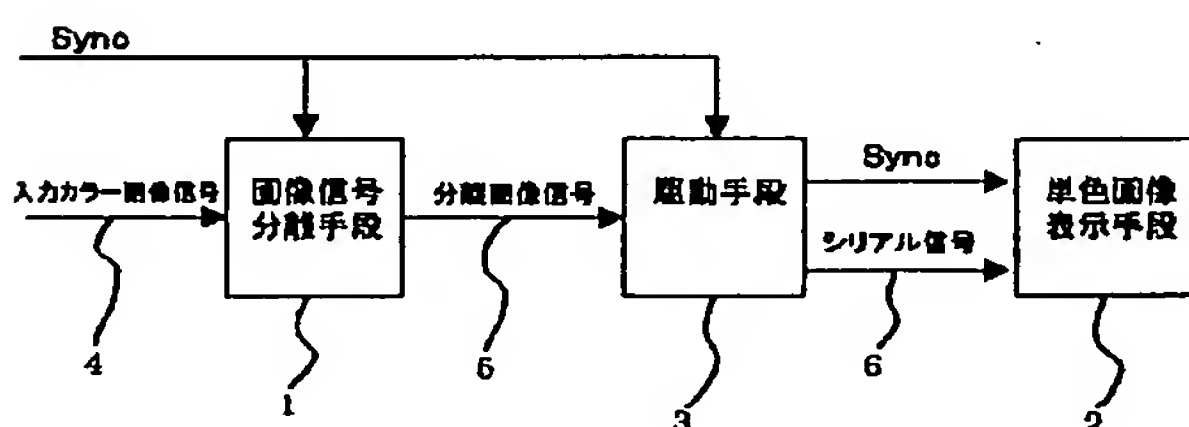 Sync
入力カラー画像信号
画像信号
分離手段
分離画像信号
駆動手段
Sync
シリアル信号
単色画像
表示手段
4
1
5
3
6
2